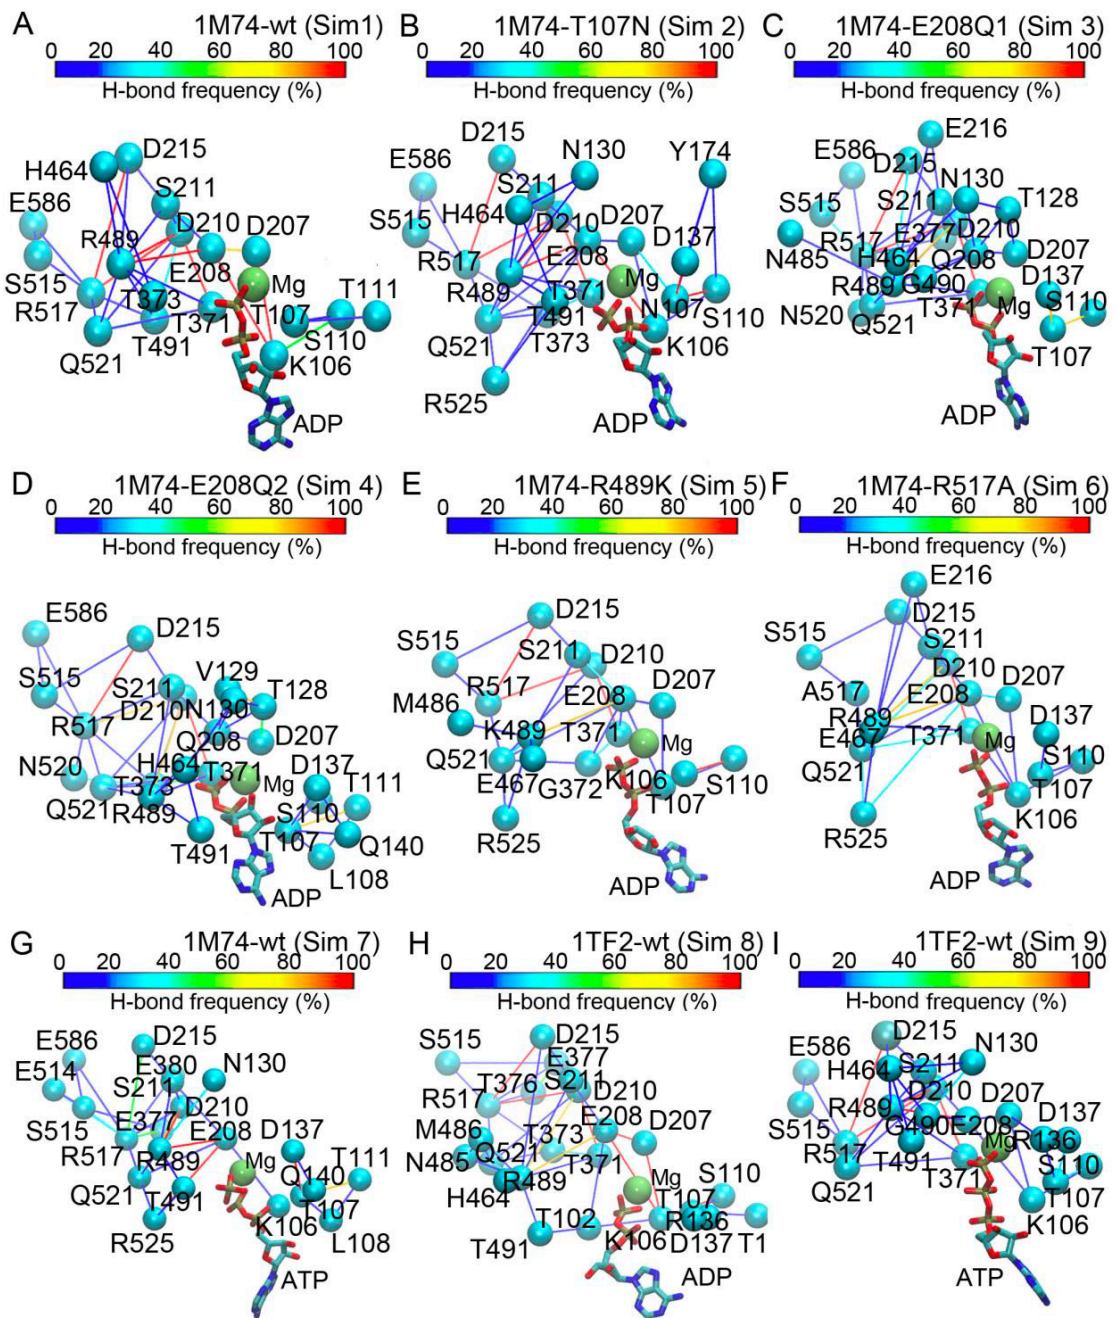 A
1M74-wt (Sim1)
0 20 40 60 80 100
H-bond frequency (%)
D215
H464
S211
E586
D210
D207
R489
E208
Mg
S515
T373
T107
T111
R517
T37
S110
Q521
T491
K106
ADP
B
1M74-T107N (Sim 2)
0 20 40 60 80 100
H-bond frequency (%)
D215
N130
Y174
E586
S211
H464
S515
D210
D207
D137
R517
E208
Mg
R489
T371
N107
T491
S110
Q521
T373
K106
R525
ADP
C
1M74-E208Q1 (Sim 3)
0 20 40 60 80 100
H-bond frequency (%)
E216
E586
D215
N130
S211
T128
S515
E377
D210
R517
D207
H464
Q208
N485
G490
D137
R489
T371
Mg
S110
N520
Q521
T107
ADP
D
1M74-E208Q2 (Sim 4)
0 20 40 60 80 100
H-bond frequency (%)
E586
D215
V129
S515
S211
T128
D210
N130
R517
Q208
D207
N520
H464
T371
D137
Mg
T111
T373
Q521
R489
S110
T107
T491
Q140
L108
ADP
E
1M74-R489K (Sim 5)
0 20 40 60 80 100
H-bond frequency (%)
D215
S211
D210
S515
R517
E208
D207
M486
K489
T371
Mg
Q521
E467
G372
K106
T107
S110
R525
ADP
F
1M74-R517A (Sim 6)
0 20 40 60 80 100
H-bond frequency (%)
E216
D215
S515
S211
D210
D207
A517
E208
R489
D137
E467
T371
Mg
S110
Q521
T107
K106
R525
ADP
G
1M74-wt (Sim 7)
0 20 40 60 80 100
H-bond frequency (%)
D215
E586
E380
N130
E514
S211
D210
E377
S515
E208
D137
R517
R489
Mg
Q140
T111
Q521
T491
T107
K106
L108
R525
ATP
H
1TF2-wt (Sim 8)
0 20 40 60 80 100
H-bond frequency (%)
D215
S515
E377
T376
S211
D210
R517
E208
D207
M486
T373
Q521
T371
N485
R489
Mg
S110
H464
T107
T102
R136
T491
K106
D137
T1
ADP
I
1TF2-wt (Sim 9)
0 20 40 60 80 100
H-bond frequency (%)
D215
E586
S211
N130
H464
D210
D207
R489
D137
G490
E208
S515
Mg
R136
R517
T491
S110
T371
Q521
T107
K106
ATP